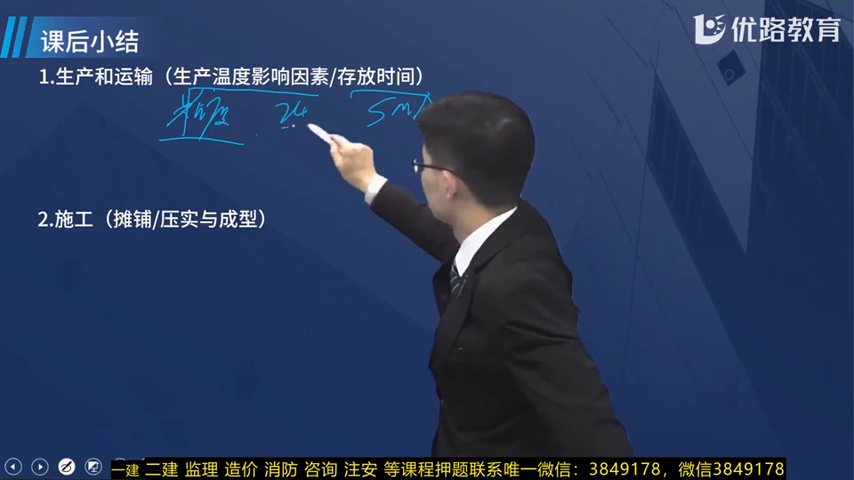 课后小结
优路教育
1.生产和运输（生产温度影响因素/存放时间）
粘度 24
2.施工（摊铺/压实与成型）
一建 二建 监理 造价 消防 咨询 注安 等课程押题联系唯一微信：3849178，微信3849178